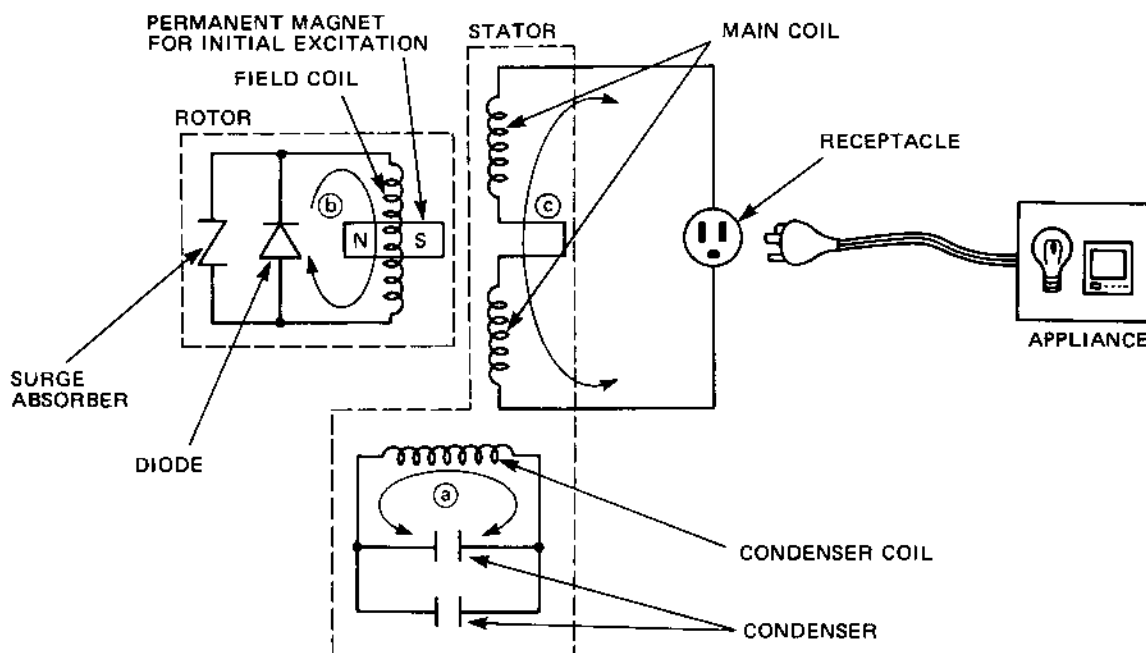 PERMANENT MAGNET
FOR INITIAL EXCITATION
FIELD COIL
ROTOR
STATOR
MAIN COIL
RECEPTACLE
b
N S
c
APPLIANCE
SURGE
ABSORBER
DIODE
a
CONDENSER COIL
CONDENSER